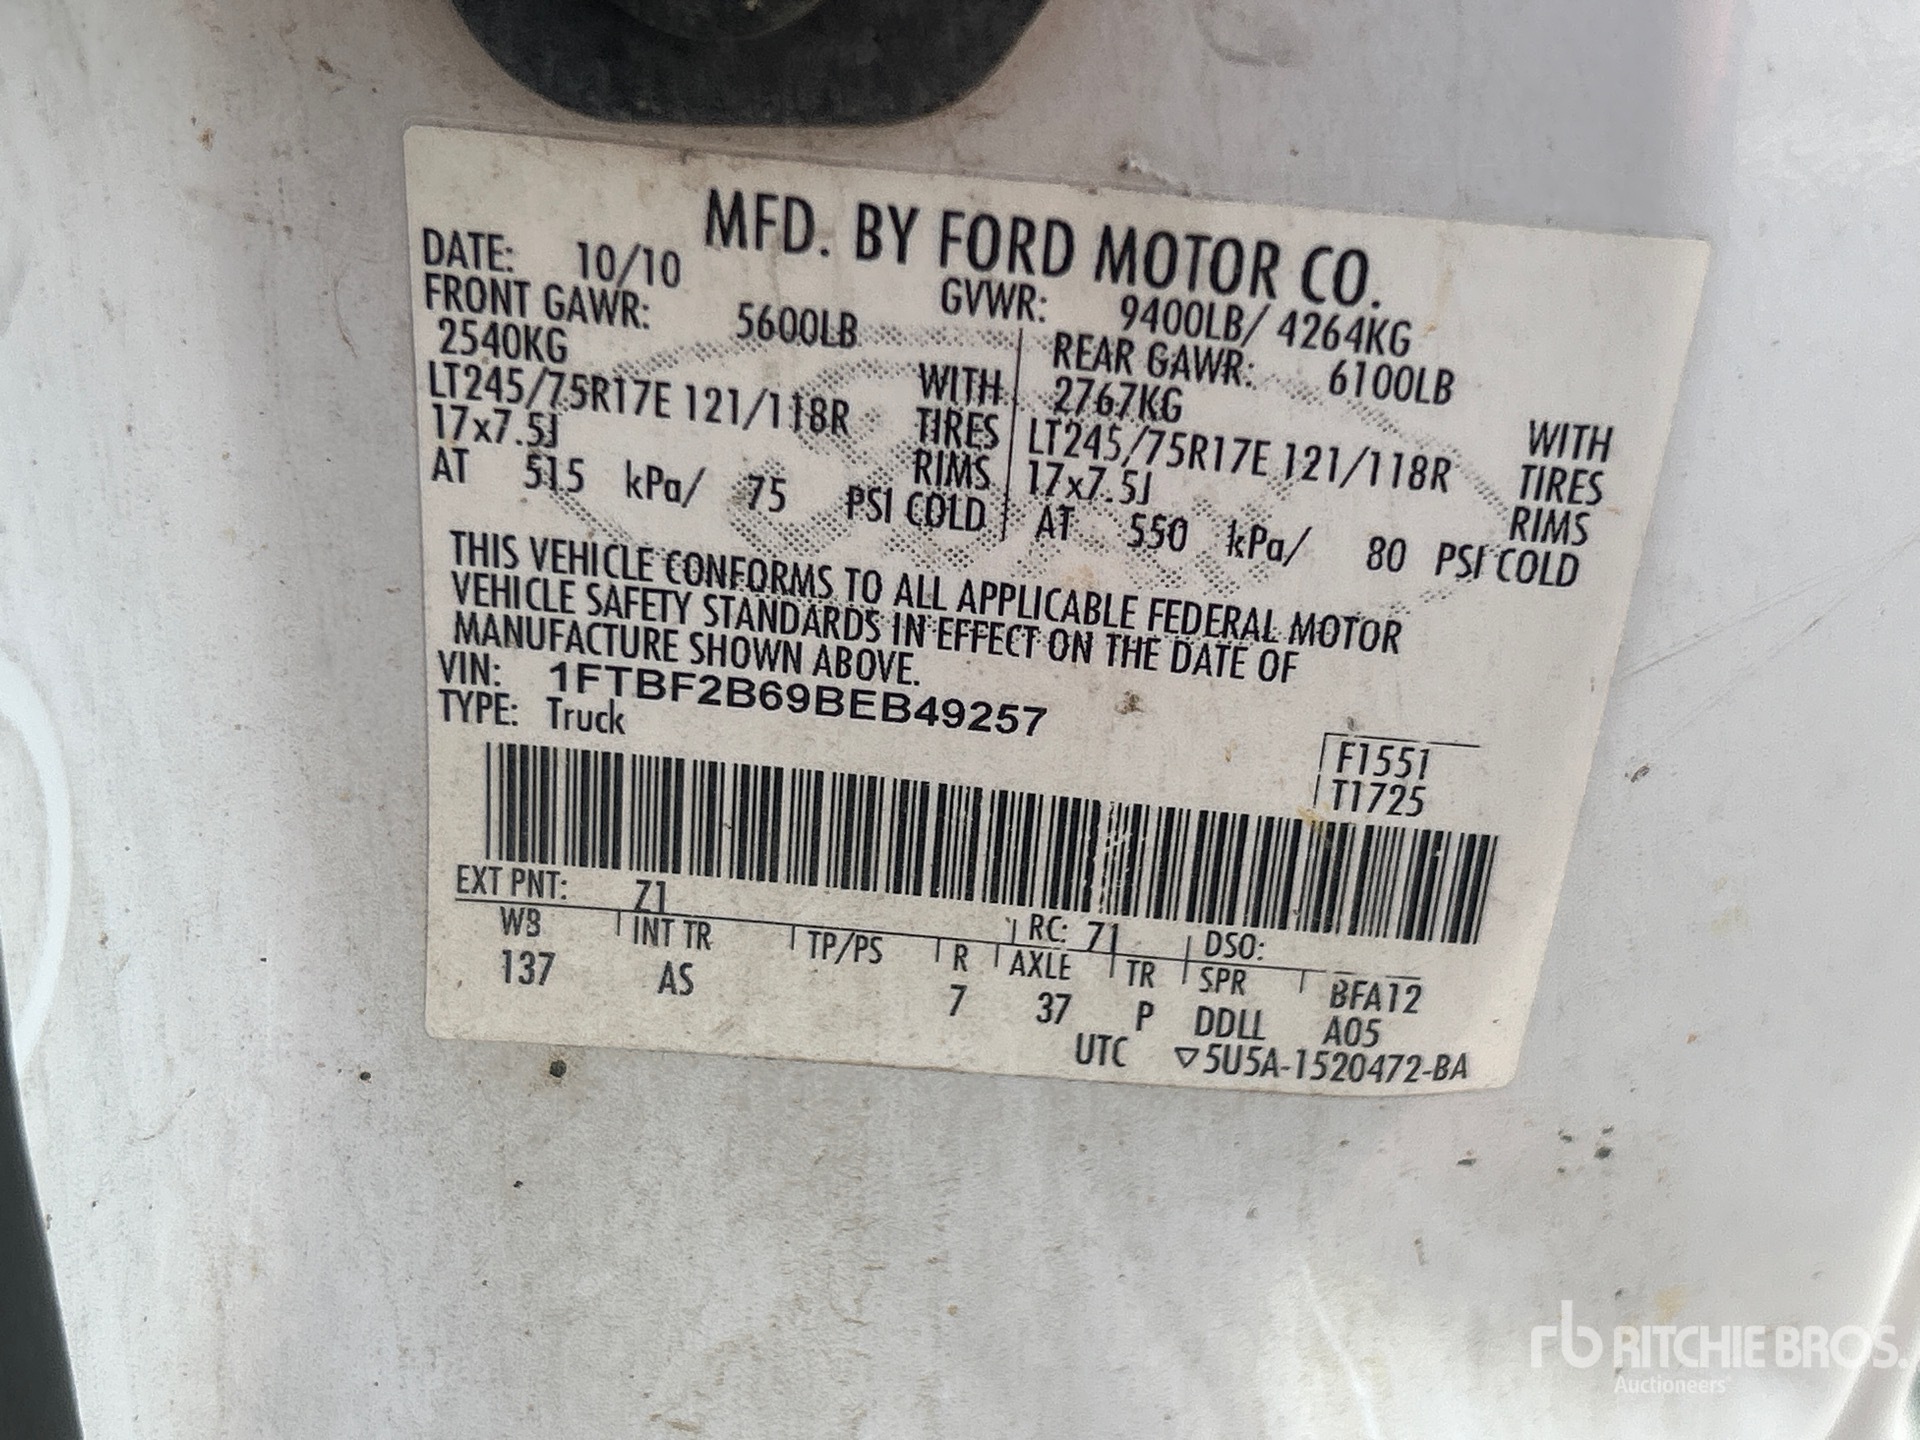 MFD. BY FORD MOTOR CO.
DATE: 10/10 GVWR: 9400LB/ 4264KG
FRONT GAWR: 5600LB REAR GAWR: 6100LB
2540KG WITH 2767KG WITH
LT245/75R17E 121/118R TIRES LT245/75R17E 121/118R TIRES
17x7.5J RIMS 17x7.5J RIMS
AT 515 kPa/ 75 PSI COLD AT 550 kPa/ 80 PSI COLD
THIS VEHICLE CONFORMS TO ALL APPLICABLE FEDERAL MOTOR
VEHICLE SAFETY STANDARDS IN EFFECT ON THE DATE OF
MANUFACTURE SHOWN ABOVE.
VIN: 1FTBF2B69BEB49257
TYPE: Truck
F1551
T1725
EXT PNT: Z1 RC: 71 DSO:
WB INT TR TP/PS R AXLE TR SPR BFA12
137 AS 7 37 P DDLL A05
UTC ▽5U5A-1520472-BA
rb RITCHIE BROS.
Auctioneers